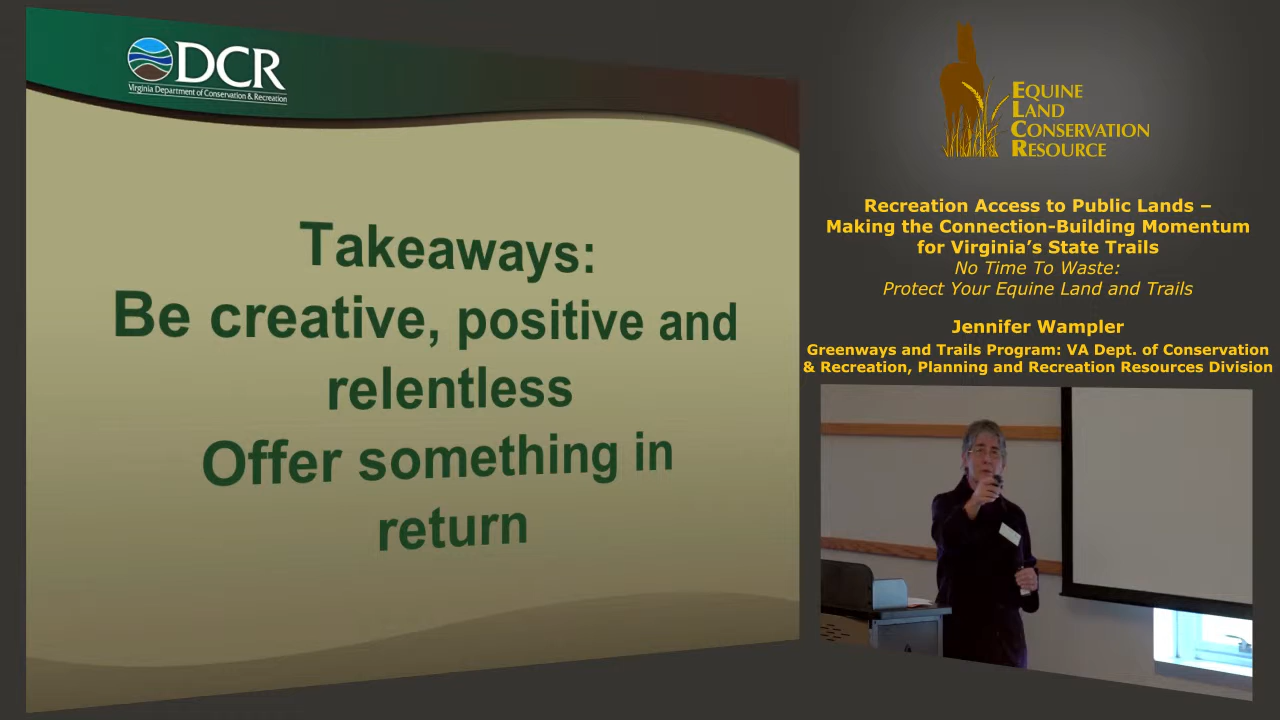 DCR
Virginia Department of Conservation & Recreation
Takeaways:
Be creative, positive and
relentless
Offer something in
return
EQUINE
LAND
CONSERVATION
RESOURCE
Recreation Access to Public Lands –
Making the Connection-Building Momentum
for Virginia’s State Trails
No Time To Waste:
Protect Your Equine Land and Trails
Jennifer Wampler
Greenways and Trails Program: VA Dept. of Conservation
& Recreation, Planning and Recreation Resources Division